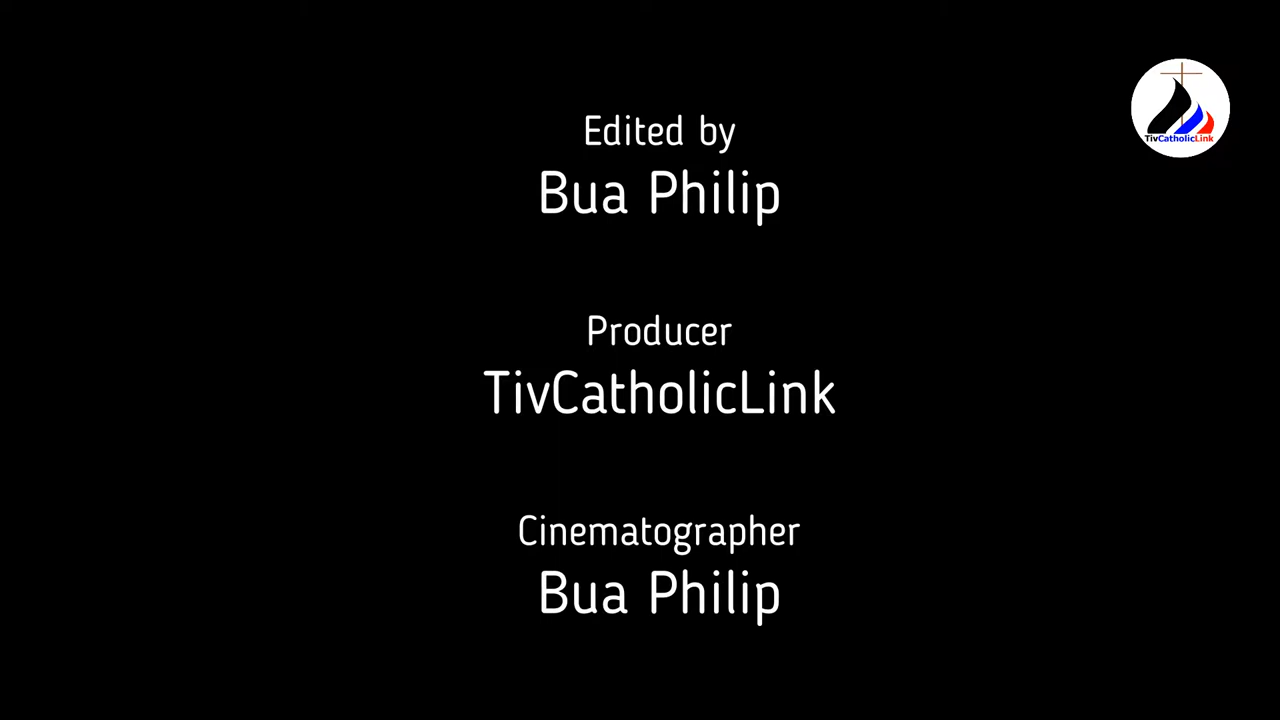 TivCatholicLink
Edited by
Bua Philip
Producer
TivCatholicLink
Cinematographer
Bua Philip